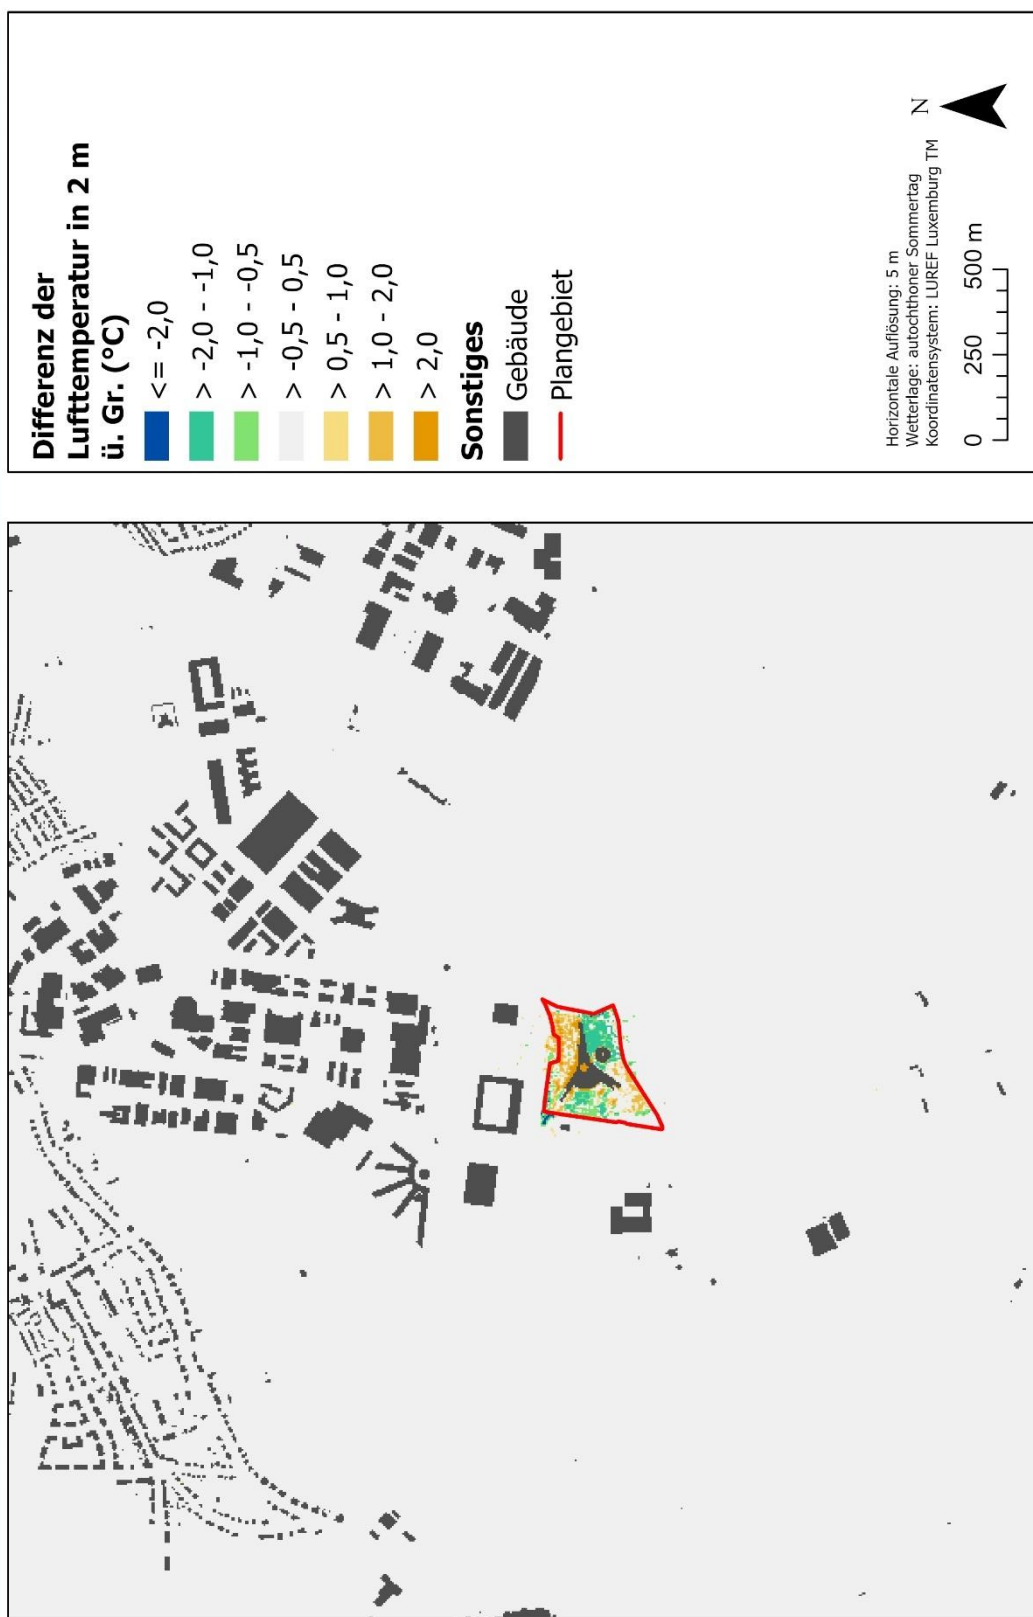 Differenz der
Lufttemperatur in 2 m
ü. Gr. (°C)
<= -2,0
> -2,0 - -1,0
> -1,0 - -0,5
> -0,5 - 0,5
> 0,5 - 1,0
> 1,0 - 2,0
> 2,0
Sonstiges
Gebäude
Plangebiet
Horizontale Auflösung: 5 m
Wetterlage: autochthoner Sommertag
Koordinatensystem: LUREF Luxemburg TM
N
0 250 500 m